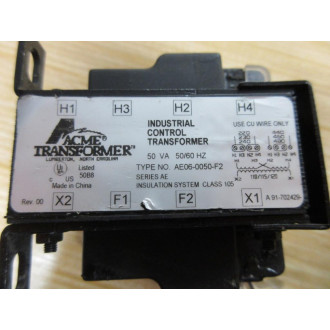 H1 H3 H2 H4
INDUSTRIAL
CONTROL
TRANSFORMER
USE CU WIRE ONLY
ACME
TRANSFORMER
LUMBERTON, NORTH CAROLINA
50 VA 50/60 HZ
TYPE NO. AE06-0050-F2
SERIES AE
INSULATION SYSTEM CLASS 105
C US
Listed
50B8
Made in China
Rev. 00
X2 F1 F2 X1